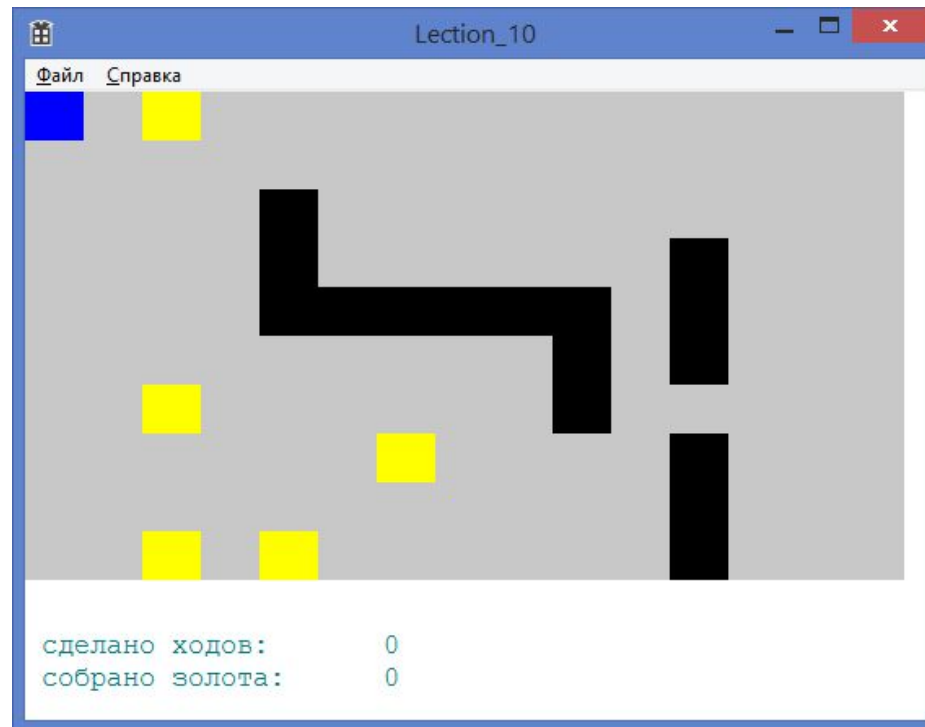 Lection_10
Файл Справка
сделано ходов: 0
собрано золота: 0